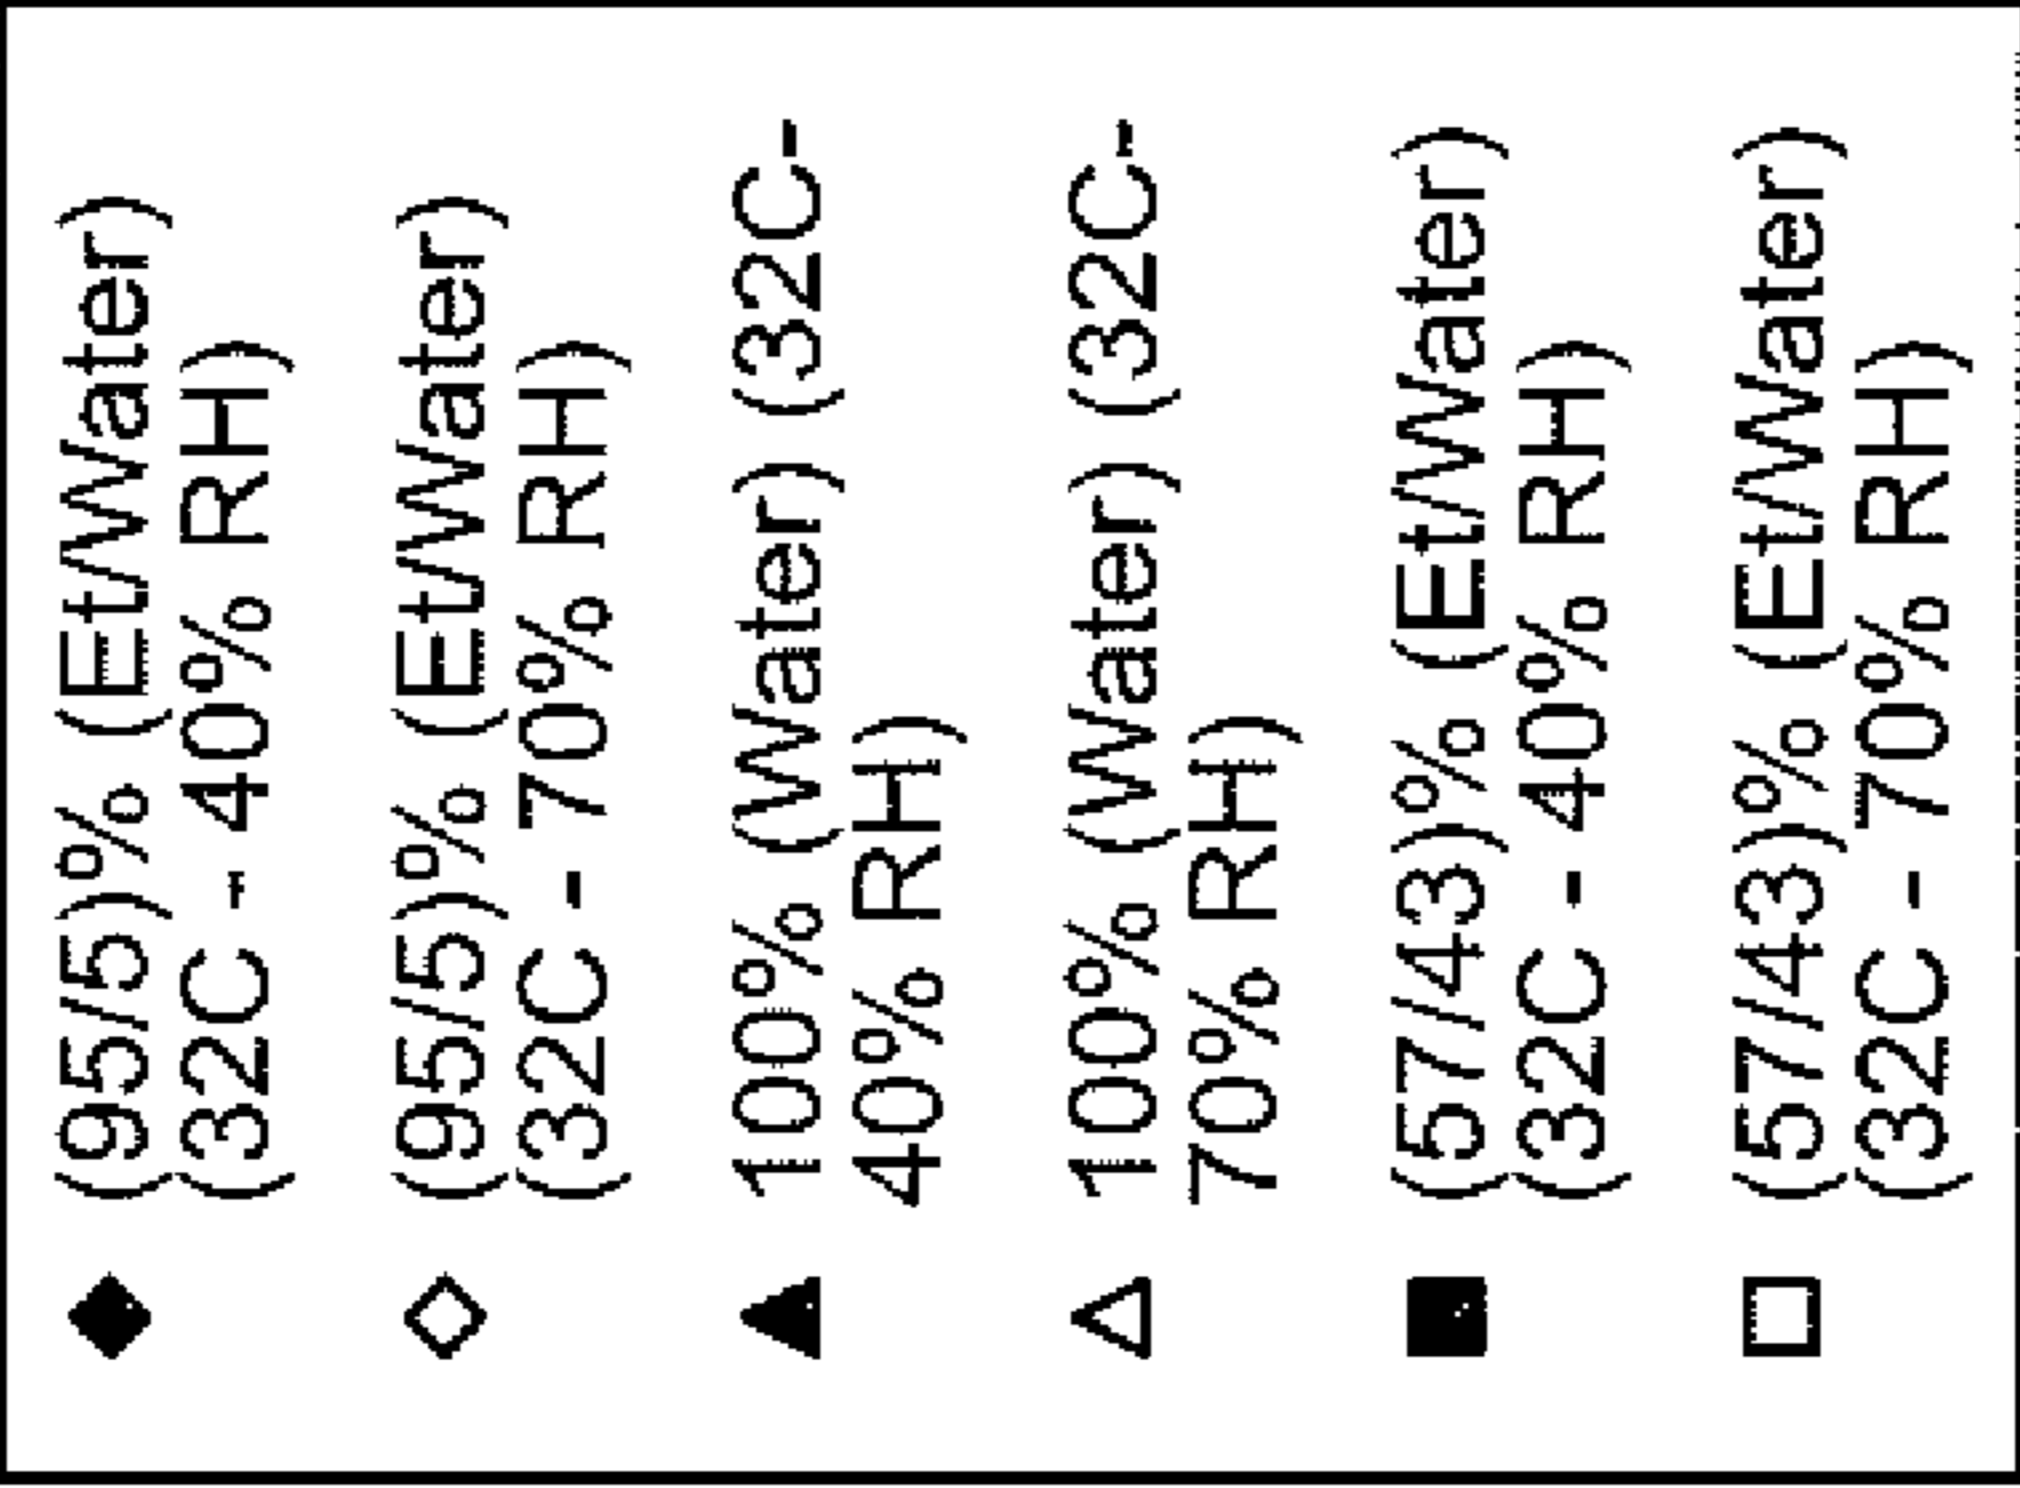 (95/5)% (Et/Water)
(32C - 40% RH)
(95/5)% (Et/Water)
(32C - 70% RH)
100% (Water) (32C-
40% RH)
100% (Water) (32C-
70% RH)
(57/43)% (Et/Water)
(32C - 40% RH)
(57/43)% (Et/Water)
(32C - 70% RH)